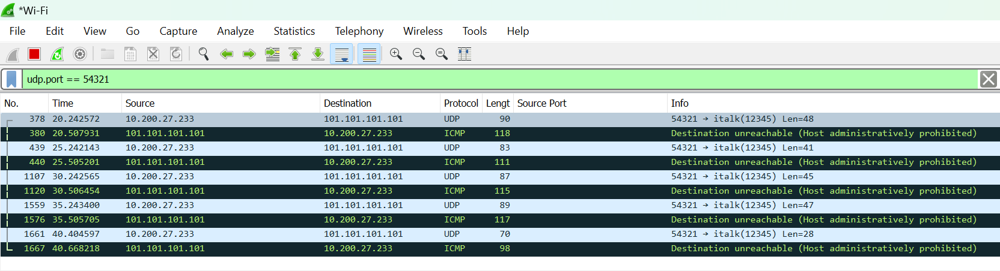 *Wi-Fi
File Edit View Go Capture Analyze Statistics Telephony Wireless Tools Help
udp.port == 54321
No. Time Source Destination Protocol Lengt Source Port Info
378 20.242572 10.200.27.233 101.101.101.101 UDP 90 54321 → italk(12345) Len=48
380 20.507931 101.101.101.101 10.200.27.233 ICMP 118 Destination unreachable (Host administratively prohibited)
439 25.242143 10.200.27.233 101.101.101.101 UDP 83 54321 → italk(12345) Len=41
440 25.505201 101.101.101.101 10.200.27.233 ICMP 111 Destination unreachable (Host administratively prohibited)
1107 30.242565 10.200.27.233 101.101.101.101 UDP 87 54321 → italk(12345) Len=45
1120 30.506454 101.101.101.101 10.200.27.233 ICMP 115 Destination unreachable (Host administratively prohibited)
1559 35.243400 10.200.27.233 101.101.101.101 UDP 89 54321 → italk(12345) Len=47
1576 35.505705 101.101.101.101 10.200.27.233 ICMP 117 Destination unreachable (Host administratively prohibited)
1661 40.404597 10.200.27.233 101.101.101.101 UDP 70 54321 → italk(12345) Len=28
1667 40.668218 101.101.101.101 10.200.27.233 ICMP 98 Destination unreachable (Host administratively prohibited)